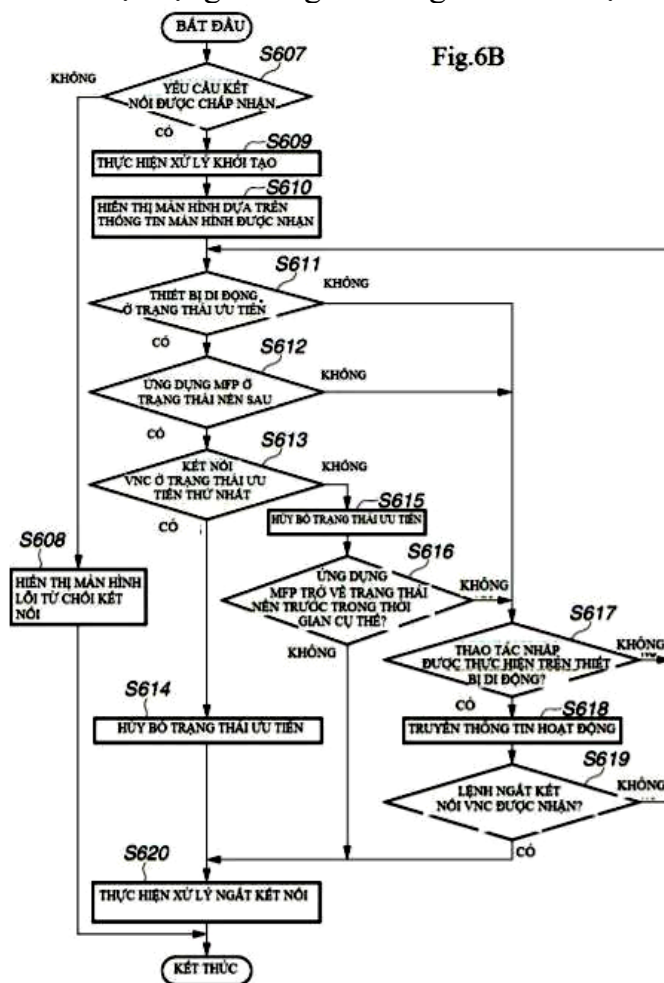 BẮT ĐẦU
Fig.6B
S607
KHÔNG
YÊU CẦU KẾT
NỐI ĐƯỢC CHẤP NHẬN
CÓ
S609
THỰC HIỆN XỬ LÝ KHỞI TẠO
S610
HIỂN THỊ MÀN HÌNH DỰA TRÊN
THÔNG TIN MÀN HÌNH ĐƯỢC NHẬN
S611
KHÔNG
THIẾT BỊ DI ĐỘNG
Ở TRẠNG THÁI ƯU TIÊN
CÓ
S612
KHÔNG
ỨNG DỤNG MFP Ở
TRẠNG THÁI NỀN SAU
CÓ
S613
KẾT NỐI
VNC Ở TRẠNG THÁI ƯU
TIÊN THỨ NHẤT
KHÔNG
CÓ
S615
HỦY BỎ TRẠNG THÁI ƯU TIÊN
S608
HIỂN THỊ MÀN HÌNH
LỖI TỪ CHỐI KẾT
NỐI
S616
ỨNG DỤNG
MFP TRỞ VỀ TRẠNG THÁI
NỀN TRƯỚC TRONG THỜI
GIAN CỤ THỂ?
KHÔNG
KHÔNG
S617
THAO TÁC NHẬP
ĐƯỢC THỰC HIỆN TRÊN THIẾT
BỊ DI ĐỘNG?
KHÔNG
CÓ
S614
HỦY BỎ TRẠNG THÁI ƯU TIÊN
S618
TRUYỀN THÔNG TIN HOẠT ĐỘNG
S619
LỆNH NGẮT KẾT
NỐI VNC ĐƯỢC NHẬN?
KHÔNG
CÓ
S620
THỰC HIỆN XỬ LÝ NGẮT KẾT NỐI
KẾT THÚC